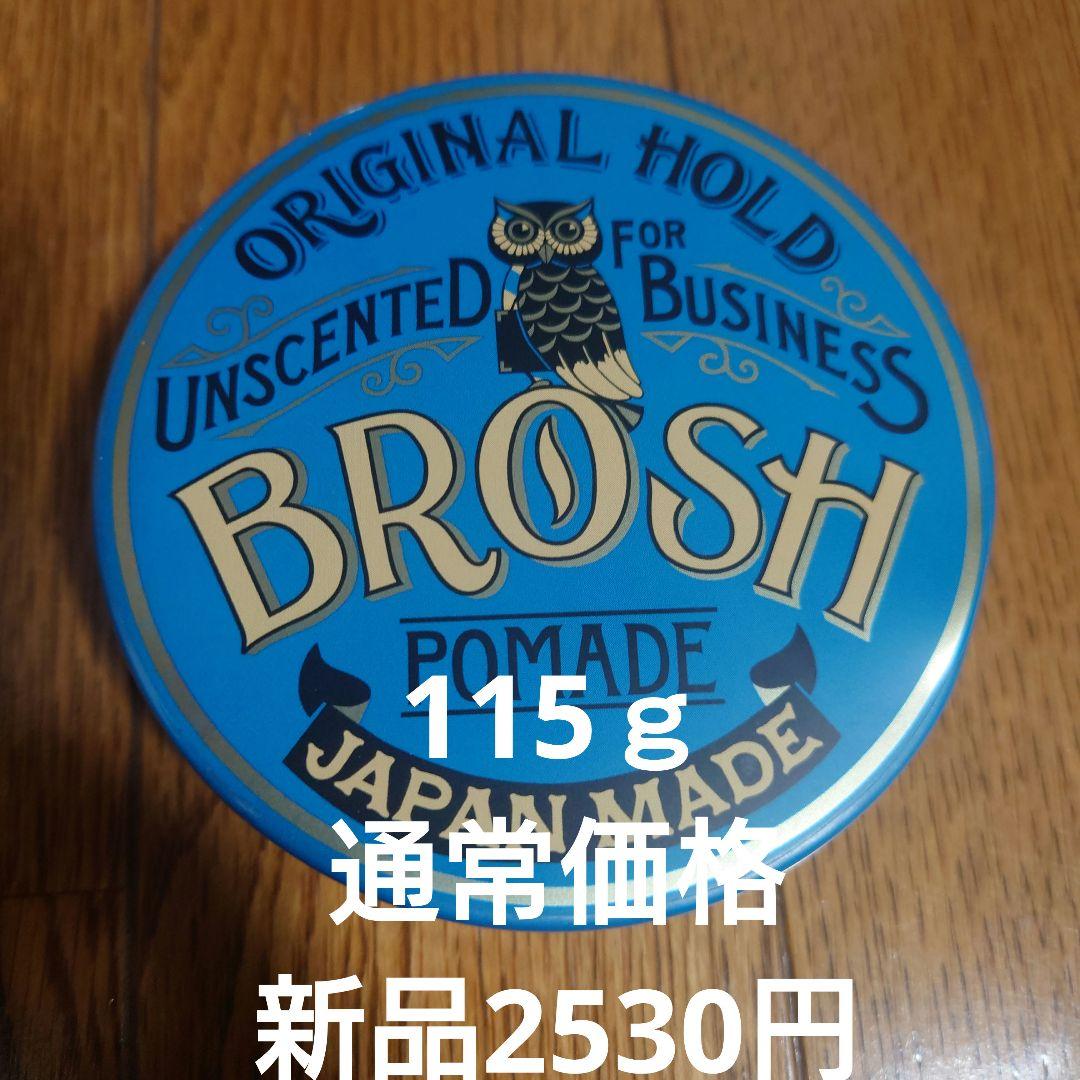 ORIGINAL HOLD
UNSCENTED FOR BUSINESS
BROSH
POMADE
115g
JAPAN MADE
通常価格
新品2530円